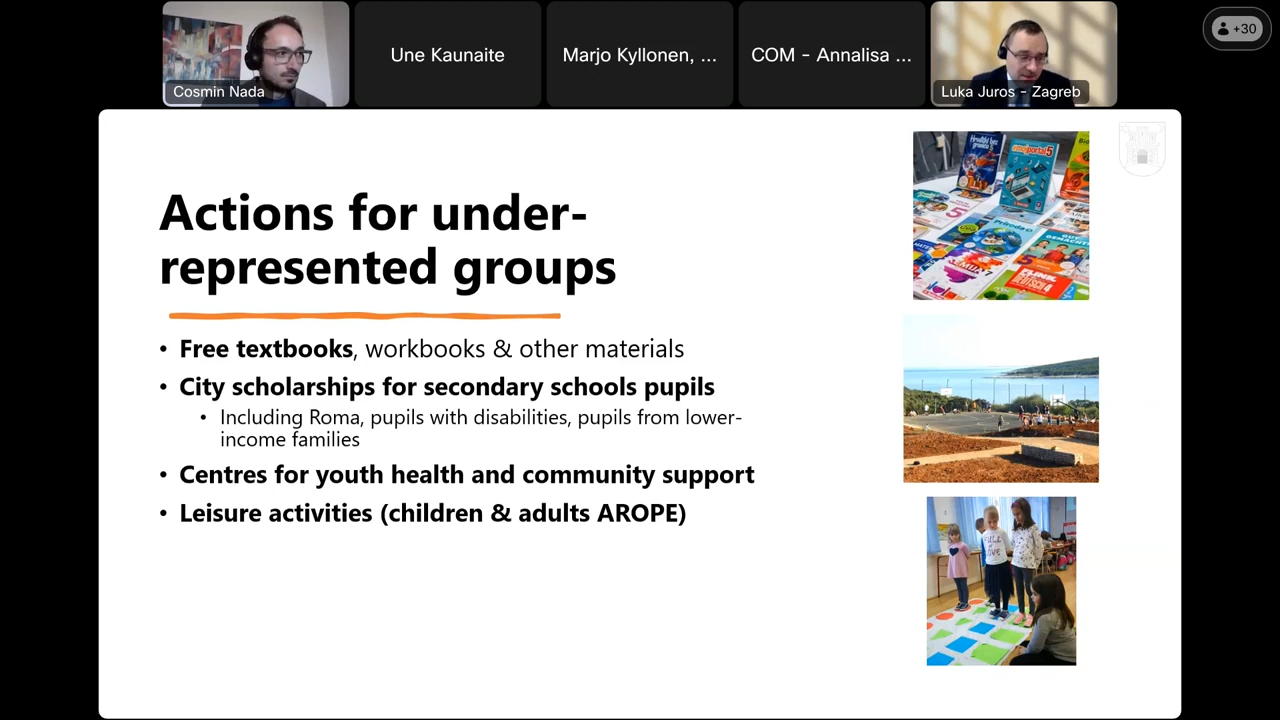 +30
Cosmin Nada
Une Kaunaite
Marjo Kyllonen, ...
COM - Annalisa ...
Luka Juros - Zagreb
Actions for under-
represented groups
• Free textbooks, workbooks & other materials
• City scholarships for secondary schools pupils
• Including Roma, pupils with disabilities, pupils from lower-
income families
• Centres for youth health and community support
• Leisure activities (children & adults AROPE)
FULL
LOVE